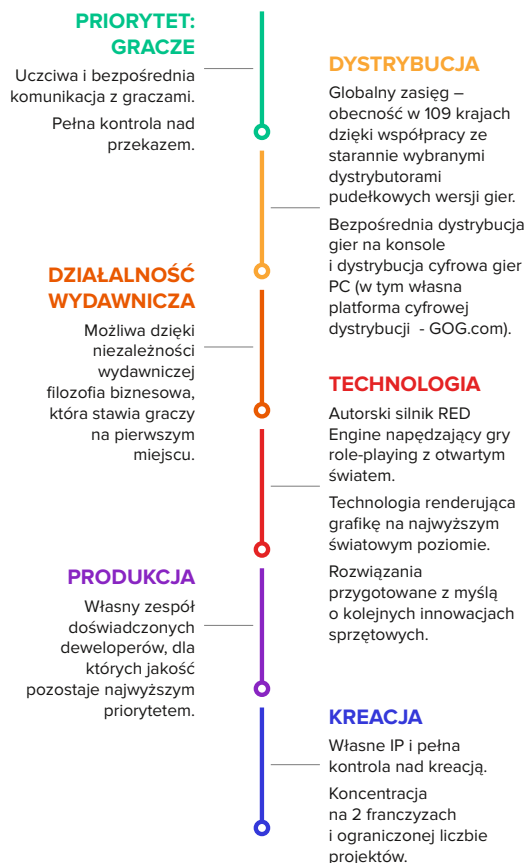 PRIORYTET:
GRACZE
Uczciwa i bezpośrednia
komunikacja z graczami.
Pełna kontrola nad
przekazem.
DYSTRYBUCJA
Globalny zasięg –
obecność w 109 krajach
dzięki współpracy ze
starannie wybranymi
dystrybutorami
pudełkowych wersji gier.
Bezpośrednia dystrybucja
gier na konsole
i dystrybucja cyfrowa gier
PC (w tym własna
platforma cyfrowej
dystrybucji - GOG.com).
DZIAŁALNOŚĆ
WYDAWNICZA
Możliwa dzięki
niezależności
wydawniczej
filozofia biznesowa,
która stawia graczy
na pierwszym
miejscu.
TECHNOLOGIA
Autorski silnik RED
Engine napędzający gry
role-playing z otwartym
światem.
Technologia renderująca
grafikę na najwyższym
światowym poziomie.
Rozwiązania
przygotowane z myślą
o kolejnych innowacjach
sprzętowych.
PRODUKCJA
Własny zespół
doświadczonych
deweloperów, dla
których jakość
pozostaje najwyższym
priorytetem.
KREACJA
Własne IP i pełna
kontrola nad kreacją.
Koncentracja
na 2 franczyzach
i ograniczonej liczbie
projektów.